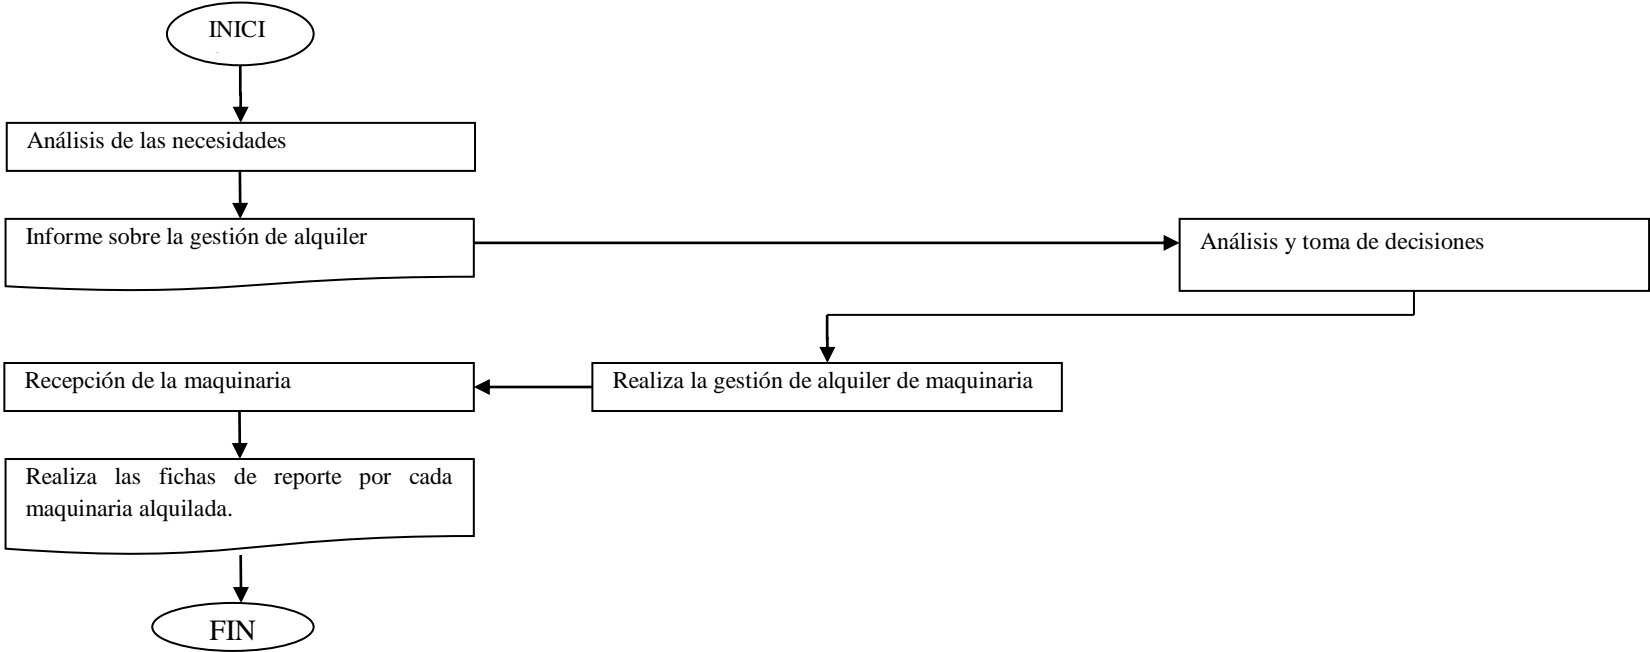 INICI
Análisis de las necesidades
Informe sobre la gestión de alquiler
Análisis y toma de decisiones
Recepción de la maquinaria
Realiza la gestión de alquiler de maquinaria
Realiza las fichas de reporte por cada
maquinaria alquilada.
FIN